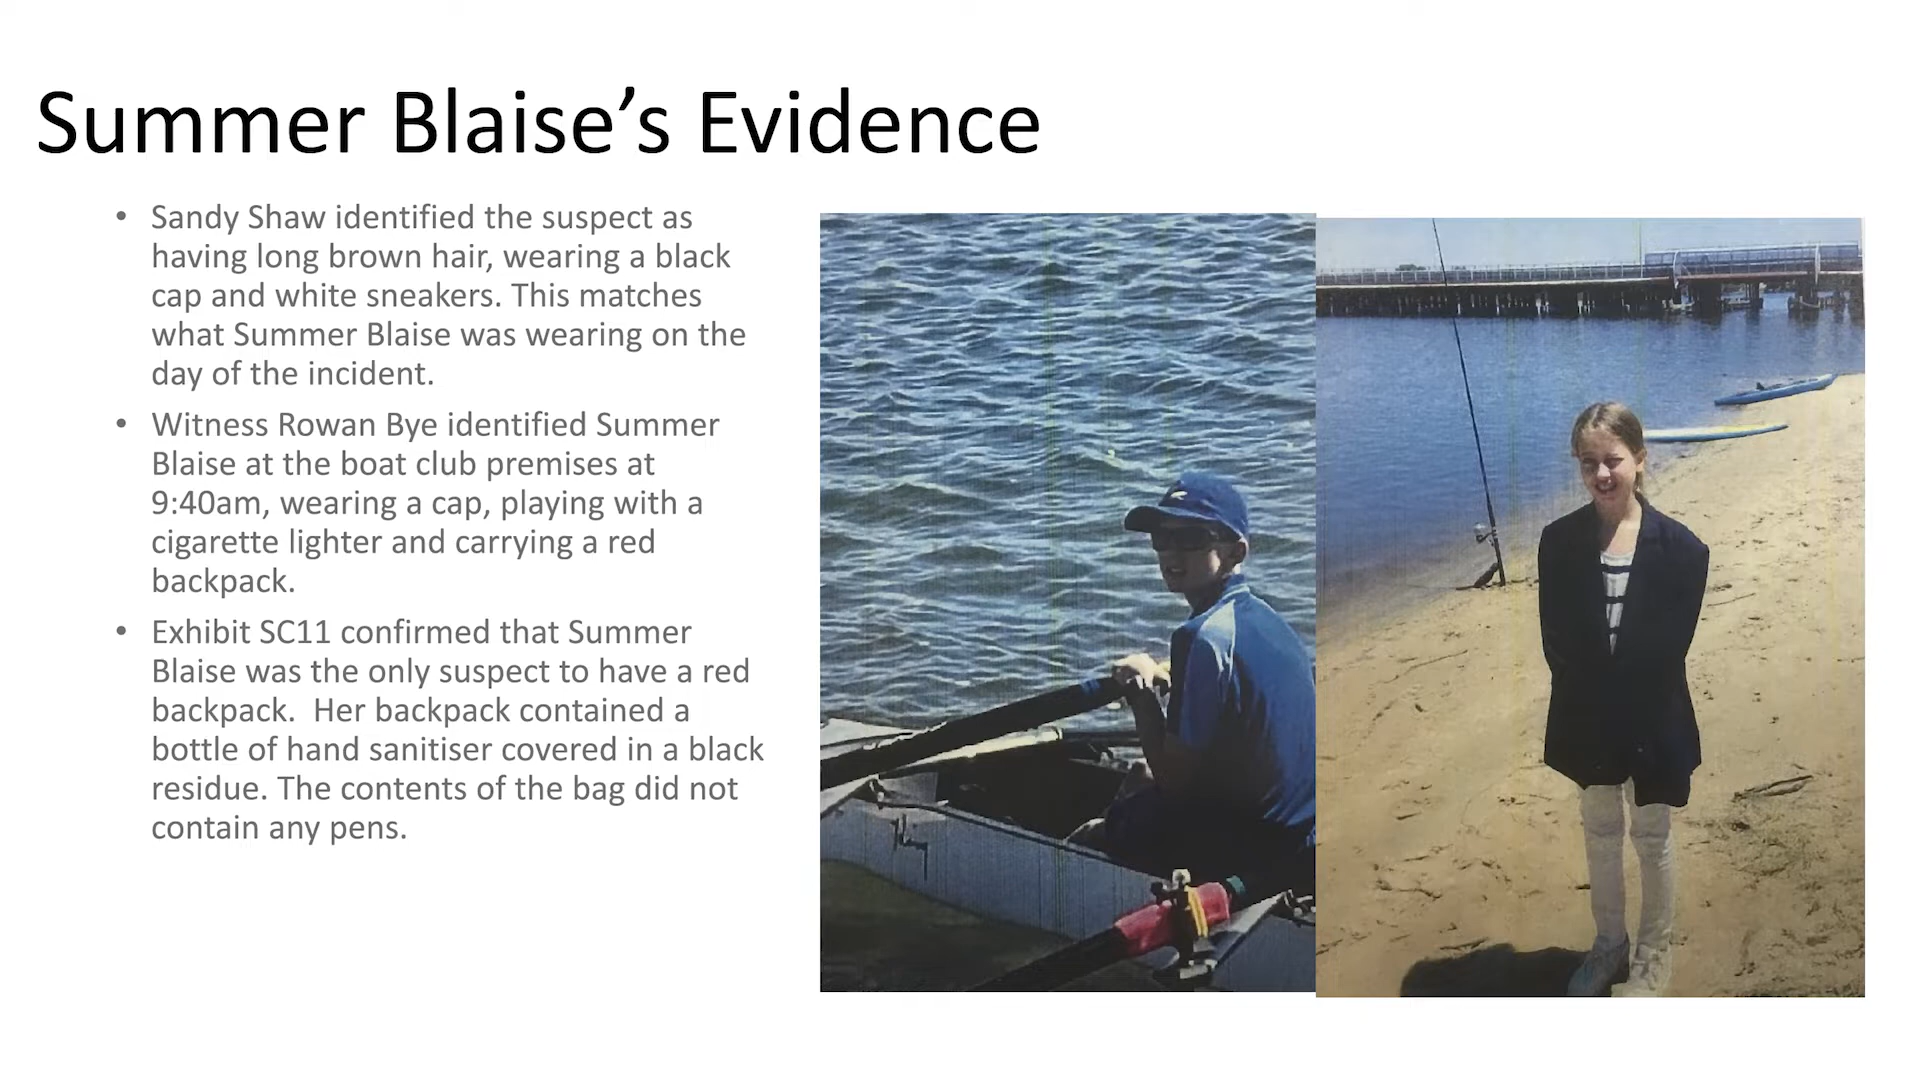 Summer Blaise’s Evidence
• Sandy Shaw identified the suspect as
having long brown hair, wearing a black
cap and white sneakers. This matches
what Summer Blaise was wearing on the
day of the incident.
• Witness Rowan Bye identified Summer
Blaise at the boat club premises at
9:40am, wearing a cap, playing with a
cigarette lighter and carrying a red
backpack.
• Exhibit SC11 confirmed that Summer
Blaise was the only suspect to have a red
backpack.  Her backpack contained a
bottle of hand sanitiser covered in a black
residue. The contents of the bag did not
contain any pens.